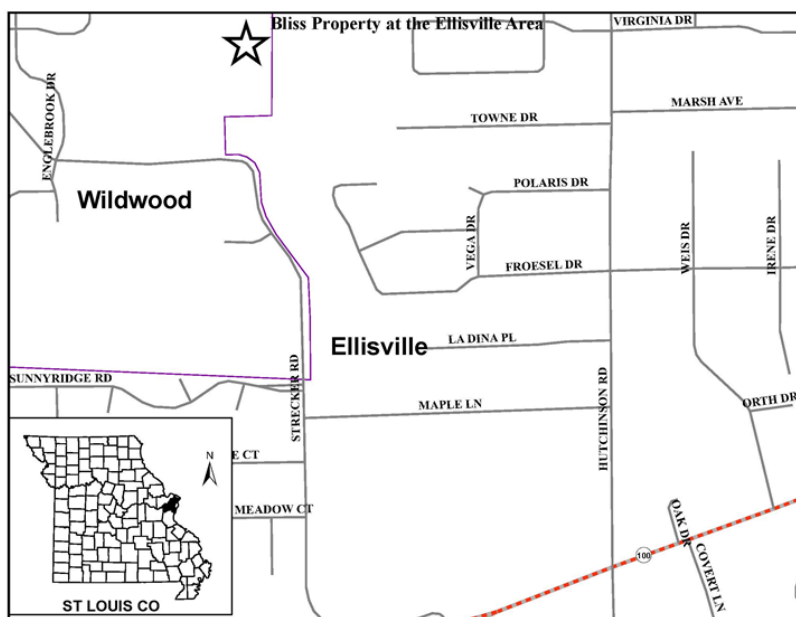 Bliss Property at the Ellisville Area
VIRGINIA DR
ENGLEBROOK DR
MARSH AVE
TOWNE DR
POLARIS DR
Wildwood
VEGA DR
WEIS DR
IRENE DR
FROESEL DR
Ellisville
LA DINA PL
SUNNYRIDGE RD
STRECKER RD
HUTCHINSON RD
MAPLE LN
ORTH DR
N
E CT
MEADOW CT
OAK DR
COVERT LN
100
ST LOUIS CO